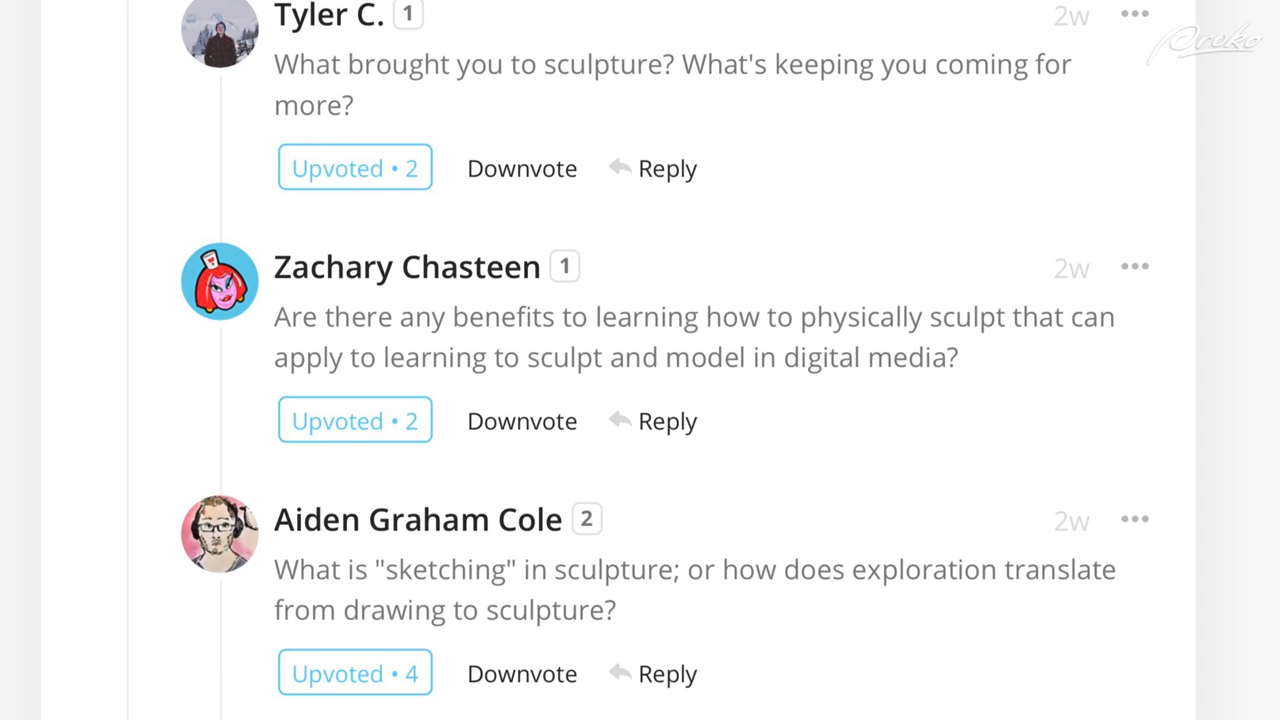 Tyler C. 1 2w •••
Proko
What brought you to sculpture? What's keeping you coming for
more?
Upvoted • 2 Downvote Reply
Zachary Chasteen 1 2w •••
Are there any benefits to learning how to physically sculpt that can
apply to learning to sculpt and model in digital media?
Upvoted • 2 Downvote Reply
Aiden Graham Cole 2 2w •••
What is "sketching" in sculpture; or how does exploration translate
from drawing to sculpture?
Upvoted • 4 Downvote Reply